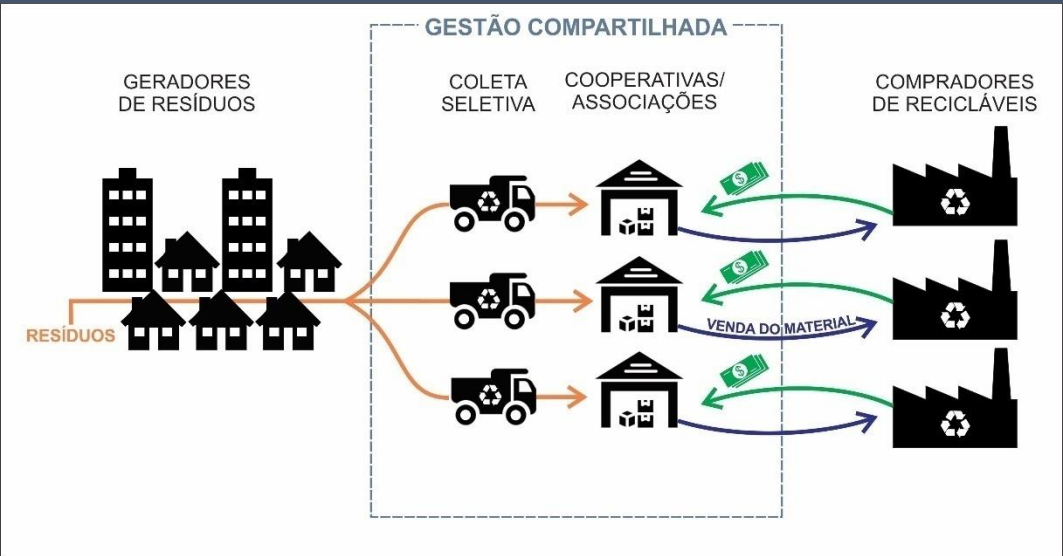 GESTÃO COMPARTILHADA
GERADORES
DE RESÍDUOS
COLETA
SELETIVA
COOPERATIVAS/
ASSOCIAÇÕES
COMPRADORES
DE RECICLÁVEIS
$
$
RESÍDUOS
VENDA DO MATERIAL
$